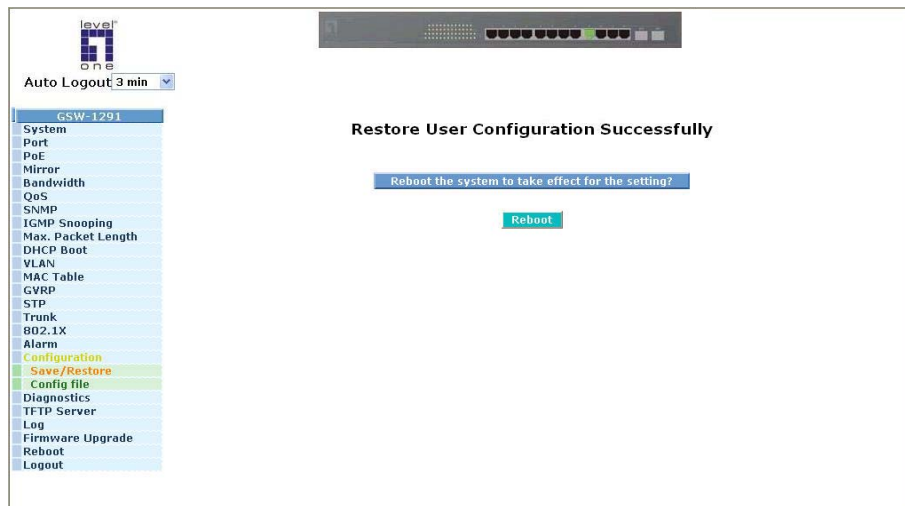 level
one
Auto Logout 3 min
GSW-1291
System
Port
PoE
Mirror
Bandwidth
QoS
SNMP
IGMP Snooping
Max. Packet Length
DHCP Boot
VLAN
MAC Table
GVRP
STP
Trunk
802.1X
Alarm
Configuration
Save/Restore
Config file
Diagnostics
TFTP Server
Log
Firmware Upgrade
Reboot
Logout
Restore User Configuration Successfully
Reboot the system to take effect for the setting?
Reboot